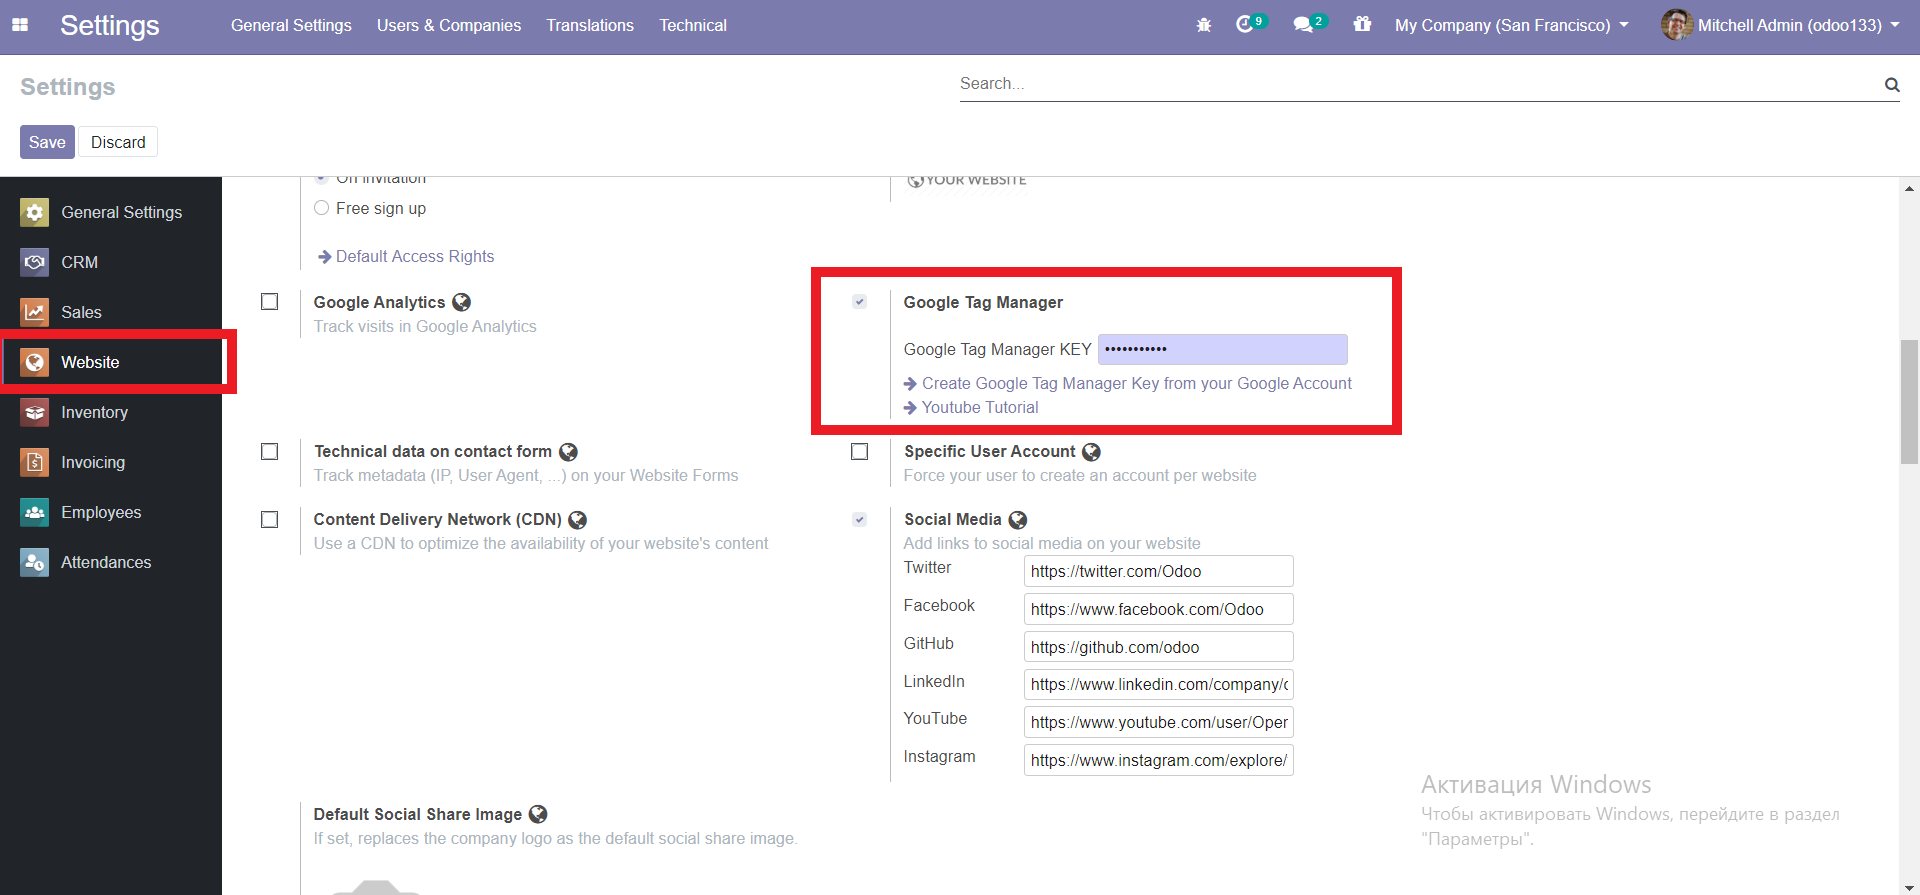 Settings General Settings Users & Companies Translations Technical 9 2 My Company (San Francisco) Mitchell Admin (odoo133)
Settings
Search...
Save Discard
General Settings
CRM
Sales
Website
Inventory
Invoicing
Employees
Attendances
On invitation
YOUR WEBSITE
Free sign up
Default Access Rights
Google Analytics
Track visits in Google Analytics
Google Tag Manager
Google Tag Manager KEY •••••••••••
Create Google Tag Manager Key from your Google Account
Youtube Tutorial
Technical data on contact form
Track metadata (IP, User Agent, ...) on your Website Forms
Specific User Account
Force your user to create an account per website
Content Delivery Network (CDN)
Use a CDN to optimize the availability of your website's content
Social Media
Add links to social media on your website
Twitter https://twitter.com/Odoo
Facebook https://www.facebook.com/Odoo
GitHub https://github.com/odoo
LinkedIn https://www.linkedin.com/company/
YouTube https://www.youtube.com/user/Oper
Instagram https://www.instagram.com/explore/
Default Social Share Image
If set, replaces the company logo as the default social share image.
Активация Windows
Чтобы активировать Windows, перейдите в раздел
"Параметры".